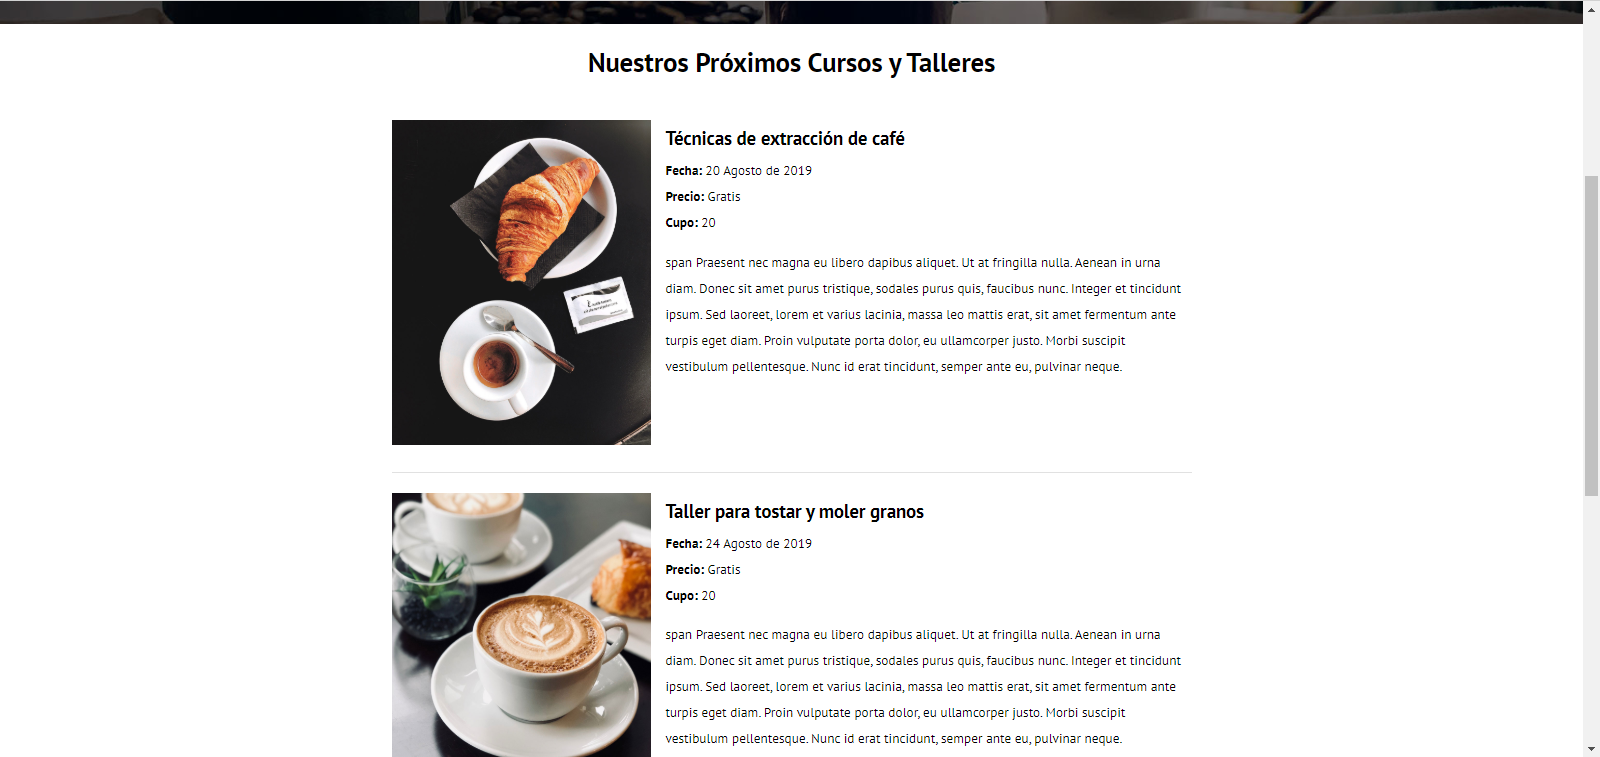 Nuestros Próximos Cursos y Talleres
Técnicas de extracción de café
Fecha: 20 Agosto de 2019
Precio: Gratis
Cupo: 20
span Praesent nec magna eu libero dapibus aliquet. Ut at fringilla nulla. Aenean in urna
diam. Donec sit amet purus tristique, sodales purus quis, faucibus nunc. Integer et tincidunt
ipsum. Sed laoreet, lorem et varius lacinia, massa leo mattis erat, sit amet fermentum ante
turpis eget diam. Proin vulputate porta dolor, eu ullamcorper justo. Morbi suscipit
vestibulum pellentesque. Nunc id erat tincidunt, semper ante eu, pulvinar neque.
Taller para tostar y moler granos
Fecha: 24 Agosto de 2019
Precio: Gratis
Cupo: 20
span Praesent nec magna eu libero dapibus aliquet. Ut at fringilla nulla. Aenean in urna
diam. Donec sit amet purus tristique, sodales purus quis, faucibus nunc. Integer et tincidunt
ipsum. Sed laoreet, lorem et varius lacinia, massa leo mattis erat, sit amet fermentum ante
turpis eget diam. Proin vulputate porta dolor, eu ullamcorper justo. Morbi suscipit
vestibulum pellentesque. Nunc id erat tincidunt, semper ante eu, pulvinar neque.